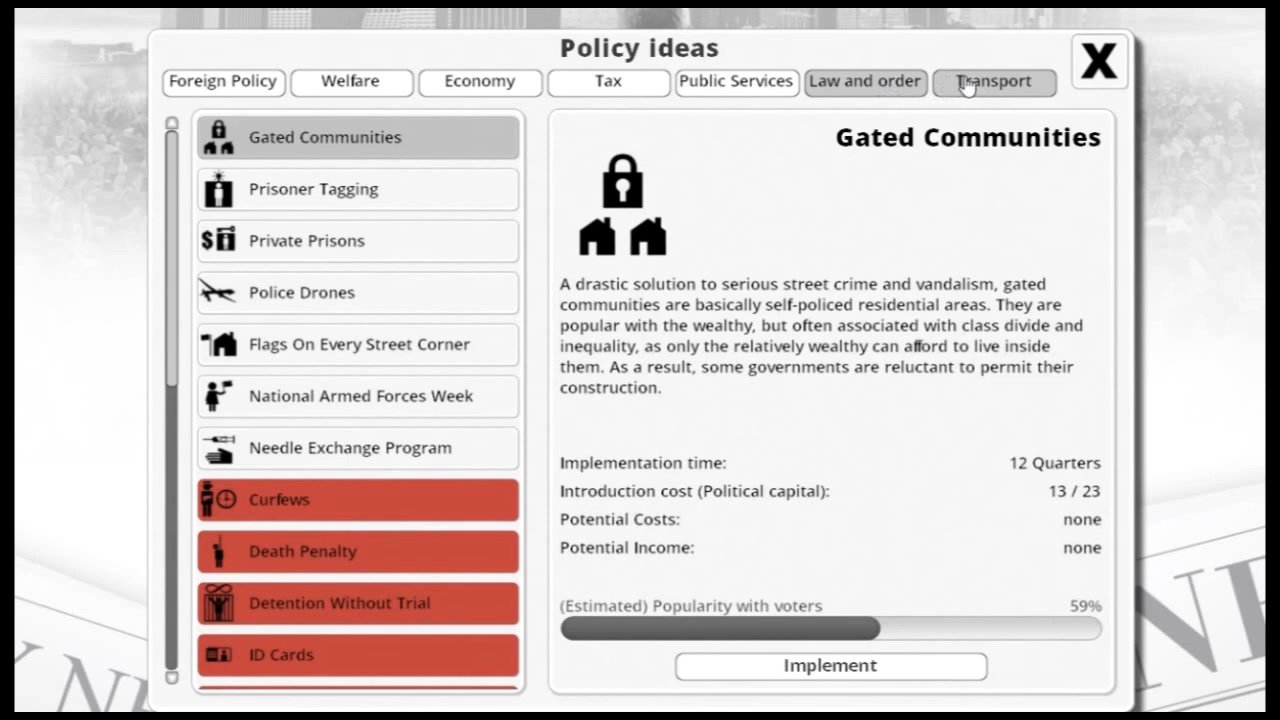 Policy ideas
X
Foreign Policy
Welfare
Economy
Tax
Public Services
Law and order
Transport
Gated Communities
Prisoner Tagging
Private Prisons
Police Drones
Flags On Every Street Corner
National Armed Forces Week
Needle Exchange Program
Curfews
Death Penalty
Detention Without Trial
ID Cards
Gated Communities
A drastic solution to serious street crime and vandalism, gated
communities are basically self-policed residential areas. They are
popular with the wealthy, but often associated with class divide and
inequality, as only the relatively wealthy can afford to live inside
them. As a result, some governments are reluctant to permit their
construction.
Implementation time: 12 Quarters
Introduction cost (Political capital): 13 / 23
Potential Costs: none
Potential Income: none
(Estimated) Popularity with voters 59%
Implement